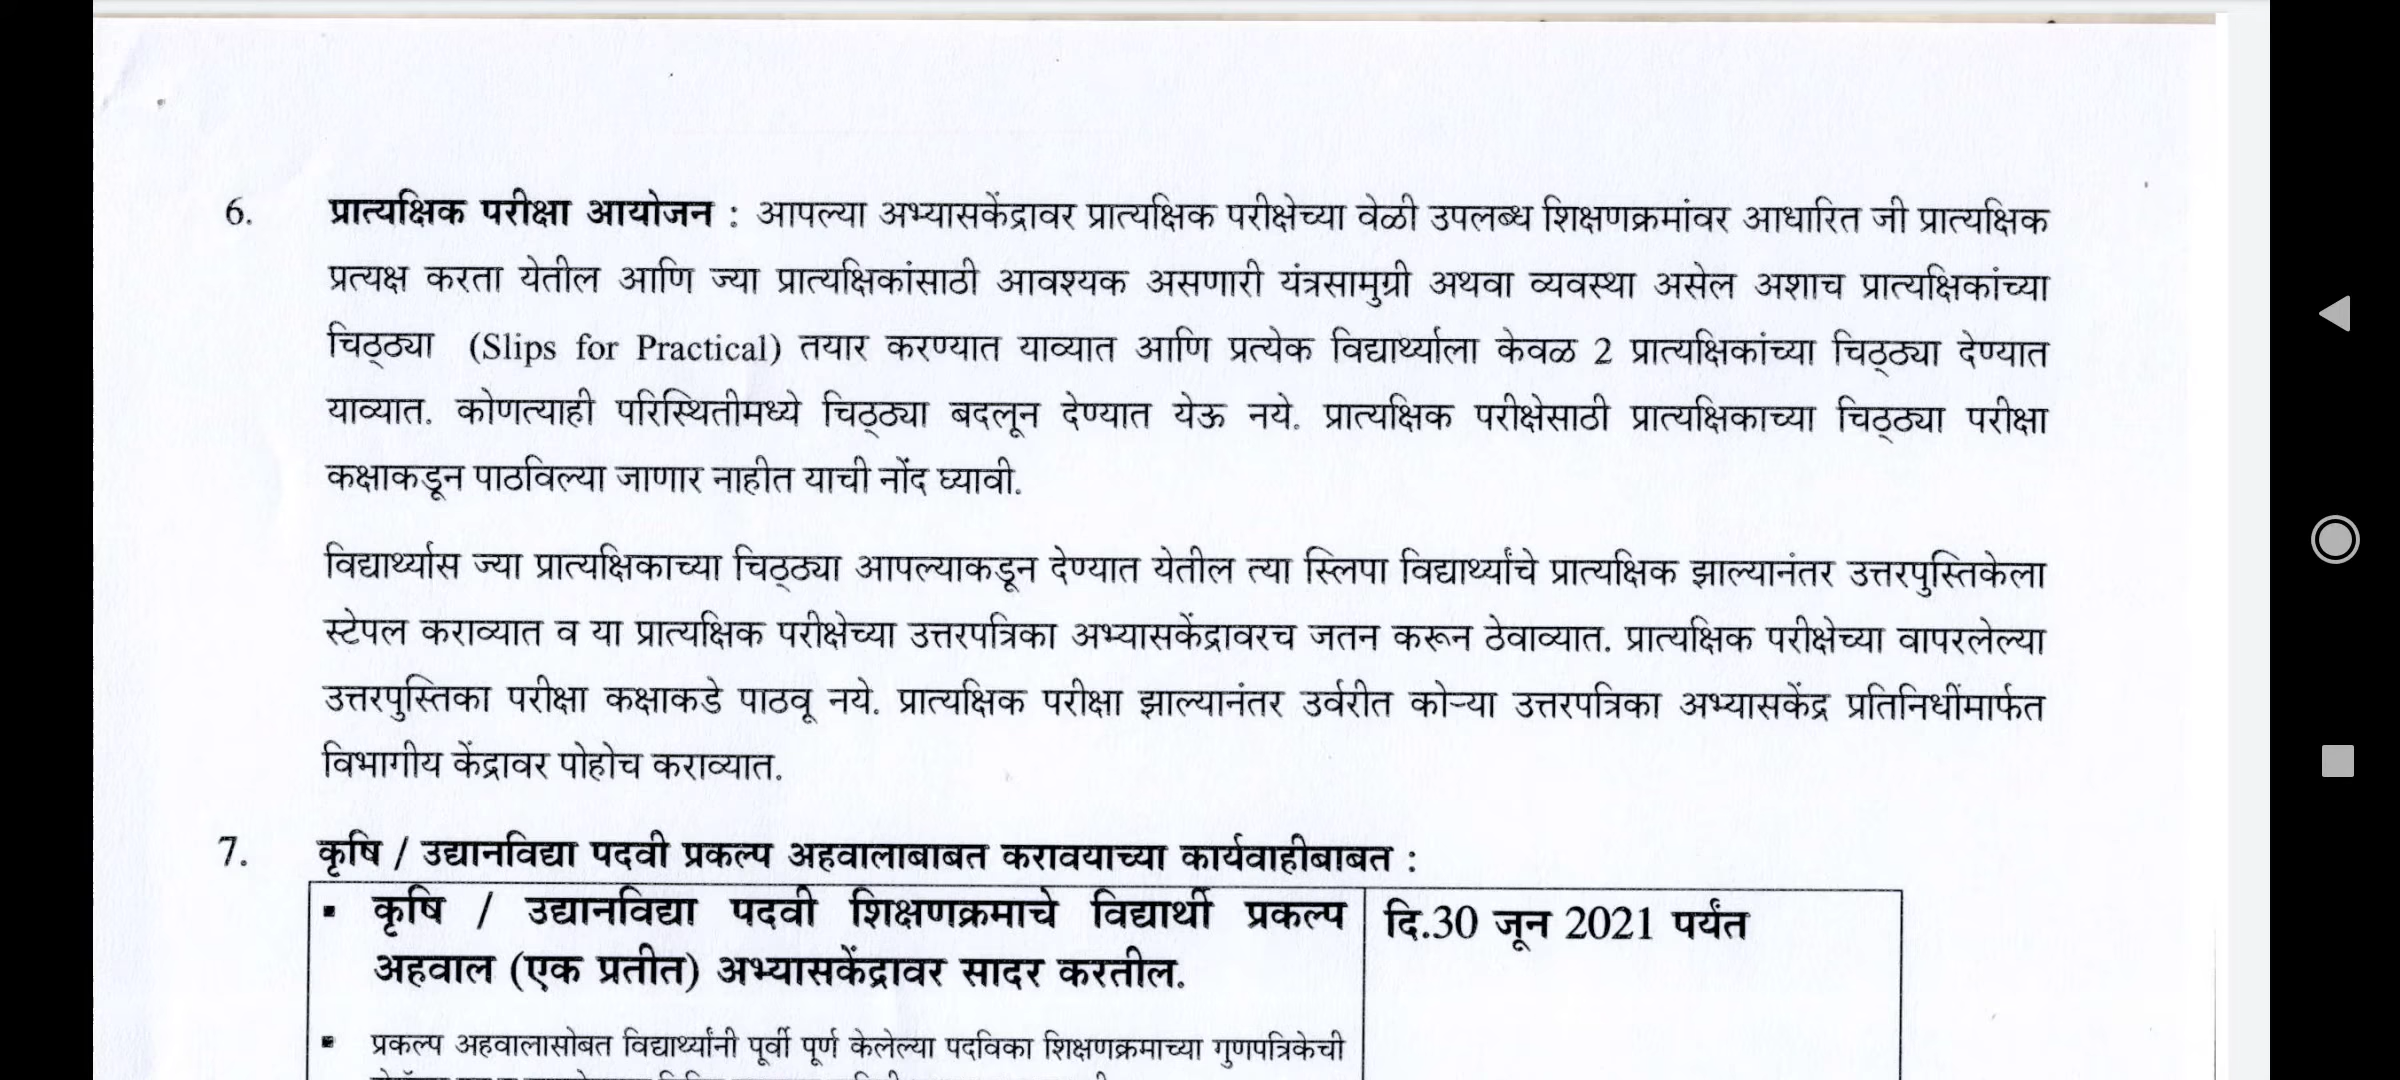 6. प्रात्यक्षिक परीक्षा आयोजन : आपल्या अभ्यासकेंद्रावर प्रात्यक्षिक परीक्षेच्या वेळी उपलब्ध शिक्षणक्रमांवर आधारित जी प्रात्यक्षिक
प्रत्यक्ष करता येतील आणि ज्या प्रात्यक्षिकांसाठी आवश्यक असणारी यंत्रसामुग्री अथवा व्यवस्था असेल अशाच प्रात्यक्षिकांच्या
चिठ्ठ्या (Slips for Practical) तयार करण्यात याव्यात आणि प्रत्येक विद्यार्थ्याला केवळ 2 प्रात्यक्षिकांच्या चिठ्ठ्या देण्यात
याव्यात. कोणत्याही परिस्थितीमध्ये चिठ्ठ्या बदलून देण्यात येऊ नये. प्रात्यक्षिक परीक्षेसाठी प्रात्यक्षिकाच्या चिठ्ठ्या परीक्षा
कक्षाकडून पाठविल्या जाणार नाहीत याची नोंद घ्यावी.
विद्यार्थ्यास ज्या प्रात्यक्षिकाच्या चिठ्ठ्या आपल्याकडून देण्यात येतील त्या स्लिपा विद्यार्थ्यांचे प्रात्यक्षिक झाल्यानंतर उत्तरपुस्तिकेला
स्टेपल कराव्यात व या प्रात्यक्षिक परीक्षेच्या उत्तरपत्रिका अभ्यासकेंद्रावरच जतन करून ठेवाव्यात. प्रात्यक्षिक परीक्षेच्या वापरलेल्या
उत्तरपुस्तिका परीक्षा कक्षाकडे पाठवू नये. प्रात्यक्षिक परीक्षा झाल्यानंतर उर्वरीत कोऱ्या उत्तरपत्रिका अभ्यासकेंद्र प्रतिनिधींमार्फत
विभागीय केंद्रावर पोहोच कराव्यात.
7. कृषि / उद्यानविद्या पदवी प्रकल्प अहवालाबाबत करावयाच्या कार्यवाहीबाबत :
▪ कृषि / उद्यानविद्या पदवी शिक्षणक्रमाचे विद्यार्थी प्रकल्प दि.30 जून 2021 पर्यंत
अहवाल (एक प्रतीत) अभ्यासकेंद्रावर सादर करतील.
▪ प्रकल्प अहवालासोबत विद्यार्थ्यांनी पूर्वी पूर्ण केलेल्या पदविका शिक्षणक्रमाच्या गुणपत्रिकेची